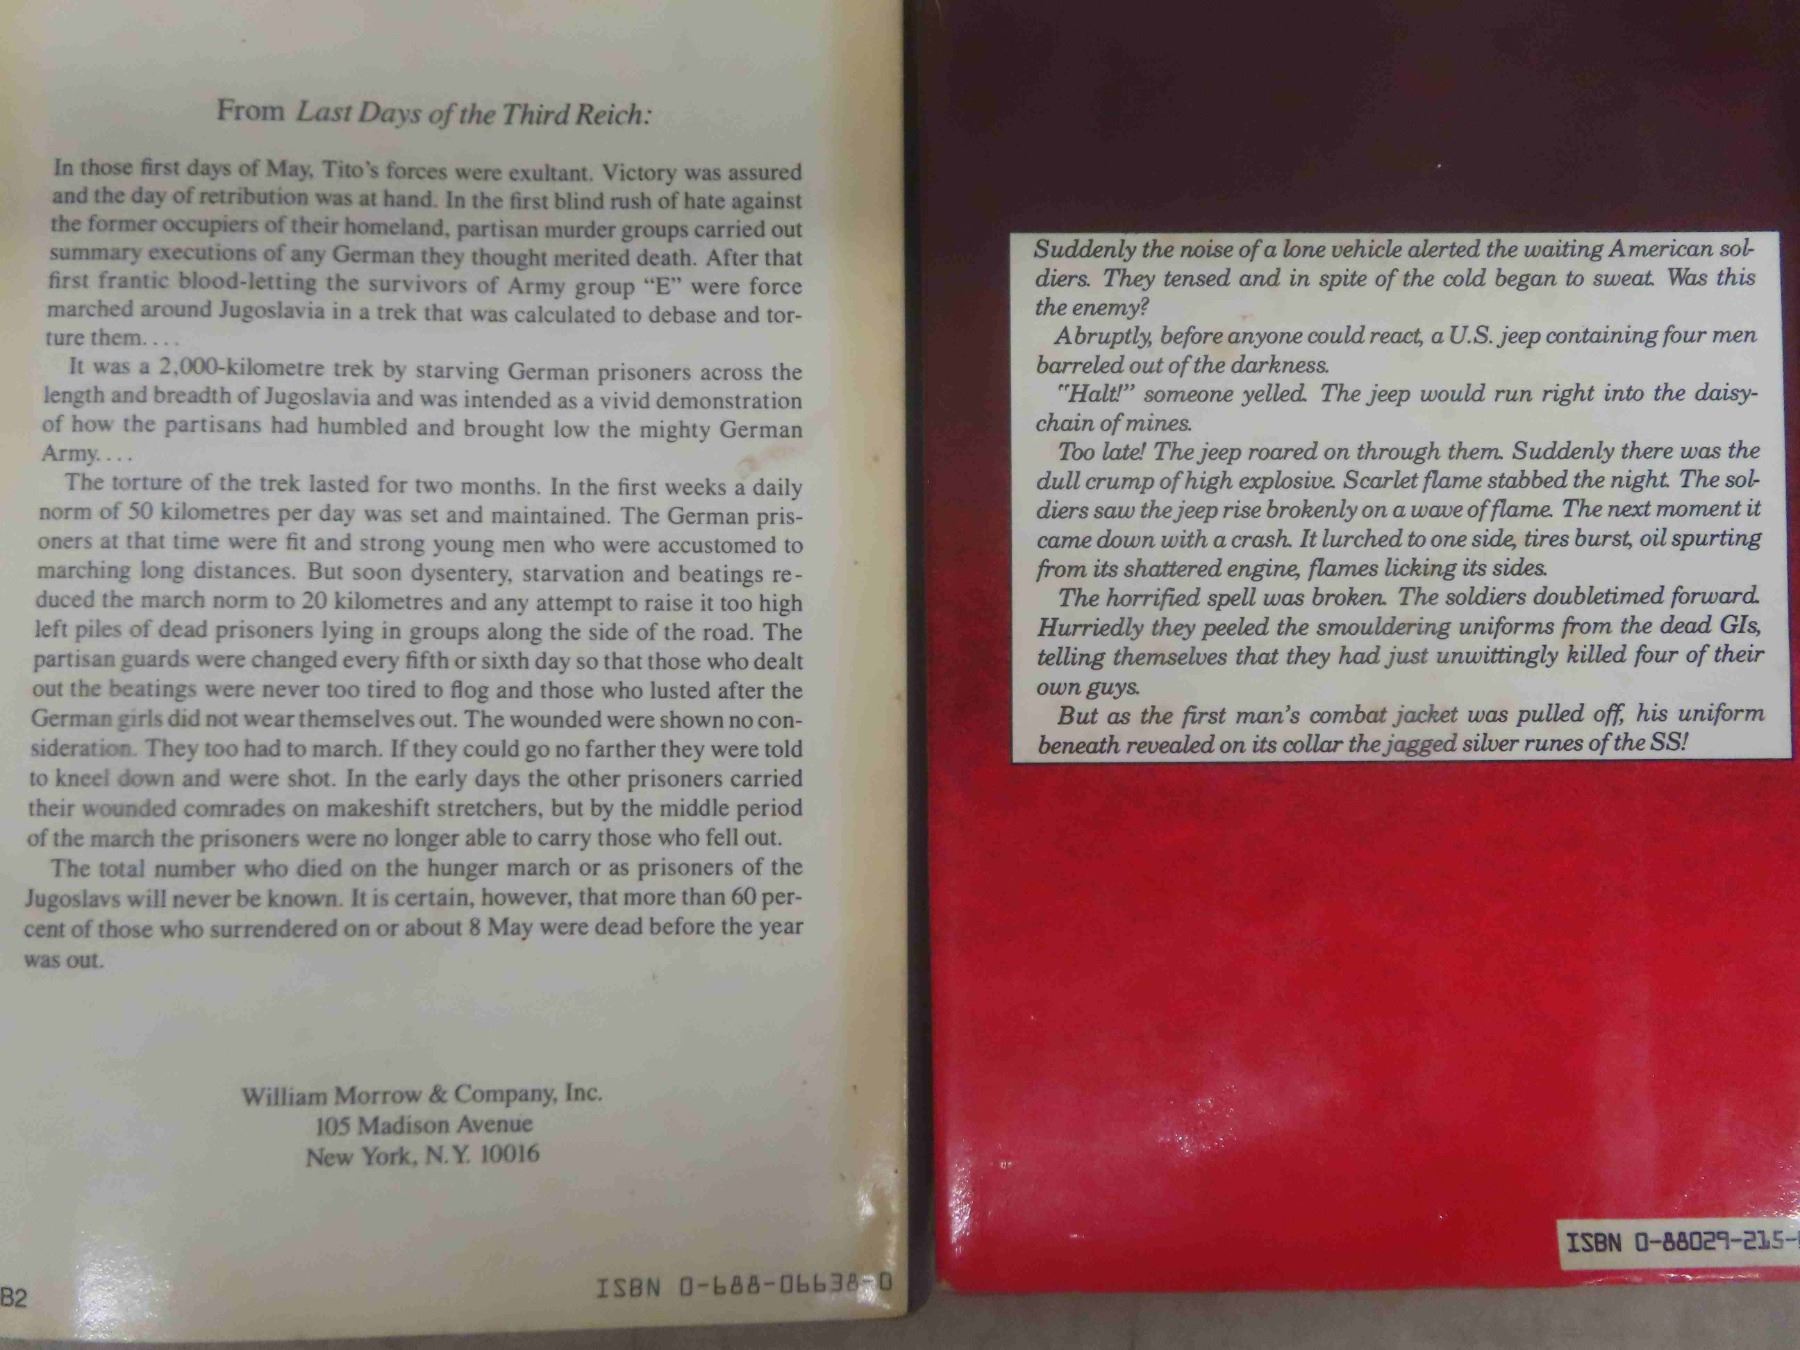 From Last Days of the Third Reich:
In those first days of May, Tito's forces were exultant. Victory was assured
and the day of retribution was at hand. In the first blind rush of hate against
the former occupiers of their homeland, partisan murder groups carried out
summary executions of any German they thought merited death. After that
first frantic blood-letting the survivors of Army group "E" were force
marched around Jugoslavia in a trek that was calculated to debase and tor-
ture them. . . .
It was a 2,000-kilometre trek by starving German prisoners across the
length and breadth of Jugoslavia and was intended as a vivid demonstration
of how the partisans had humbled and brought low the mighty German
Army. . . .
The torture of the trek lasted for two months. In the first weeks a daily
norm of 50 kilometres per day was set and maintained. The German pris-
oners at that time were fit and strong young men who were accustomed to
marching long distances. But soon dysentery, starvation and beatings re-
duced the march norm to 20 kilometres and any attempt to raise it too high
left piles of dead prisoners lying in groups along the side of the road. The
partisan guards were changed every fifth or sixth day so that those who dealt
out the beatings were never too tired to flog and those who lusted after the
German girls did not wear themselves out. The wounded were shown no con-
sideration. They too had to march. If they could go no farther they were told
to kneel down and were shot. In the early days the other prisoners carried
their wounded comrades on makeshift stretchers, but by the middle period
of the march the prisoners were no longer able to carry those who fell out.
The total number who died on the hunger march or as prisoners of the
Jugoslavs will never be known. It is certain, however, that more than 60 per-
cent of those who surrendered on or about 8 May were dead before the year
was out.
William Morrow & Company, Inc.
105 Madison Avenue
New York, N.Y. 10016
B2
ISBN 0-688-06638-0
Suddenly the noise of a lone vehicle alerted the waiting American sol-
diers. They tensed and in spite of the cold began to sweat. Was this
the enemy?
Abruptly, before anyone could react, a U.S. jeep containing four men
barreled out of the darkness.
"Halt!" someone yelled. The jeep would run right into the daisy-
chain of mines.
Too late! The jeep roared on through them. Suddenly there was the
dull crump of high explosive. Scarlet flame stabbed the night. The sol-
diers saw the jeep rise brokenly on a wave of flame. The next moment it
came down with a crash. It lurched to one side, tires burst, oil spurting
from its shattered engine, flames licking its sides.
The horrified spell was broken. The soldiers doubletimed forward.
Hurriedly they peeled the smouldering uniforms from the dead GIs,
telling themselves that they had just unwittingly killed four of their
own guys.
But as the first man's combat jacket was pulled off, his uniform
beneath revealed on its collar the jagged silver runes of the SS!
ISBN 0-88029-215-